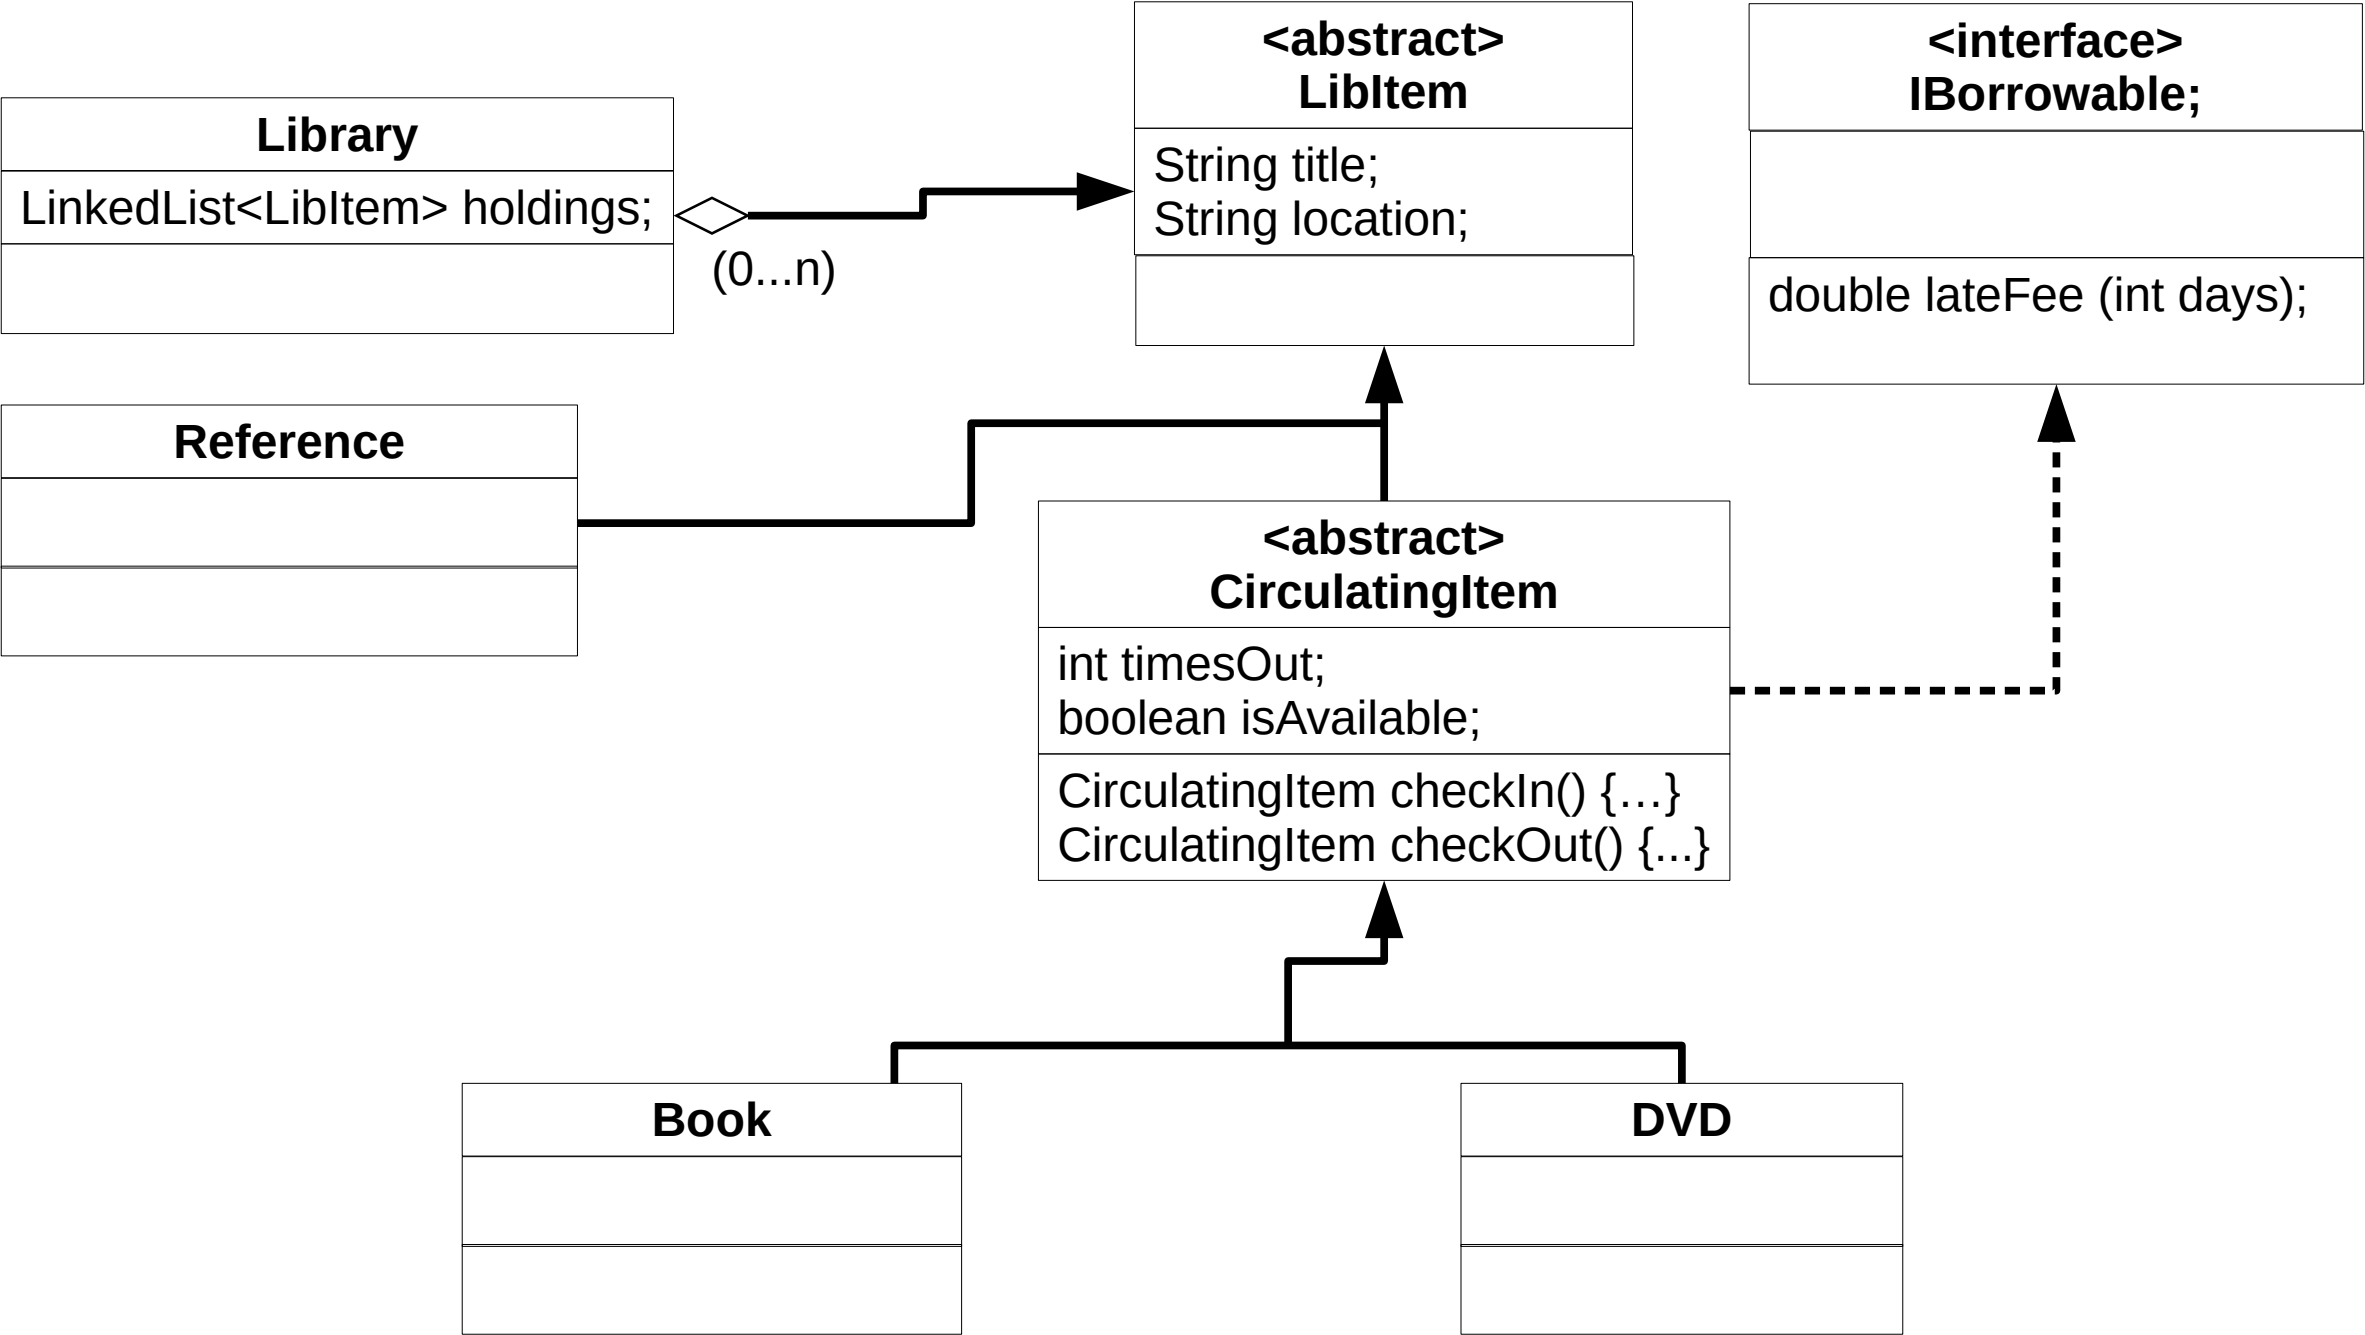 <abstract>
LibItem
String title;
String location;
<interface>
IBorrowable;
double lateFee (int days);
Library
LinkedList<LibItem> holdings;
(0...n)
Reference
<abstract>
CirculatingItem
int timesOut;
boolean isAvailable;
CirculatingItem checkIn() {…}
CirculatingItem checkOut() {...}
Book
DVD